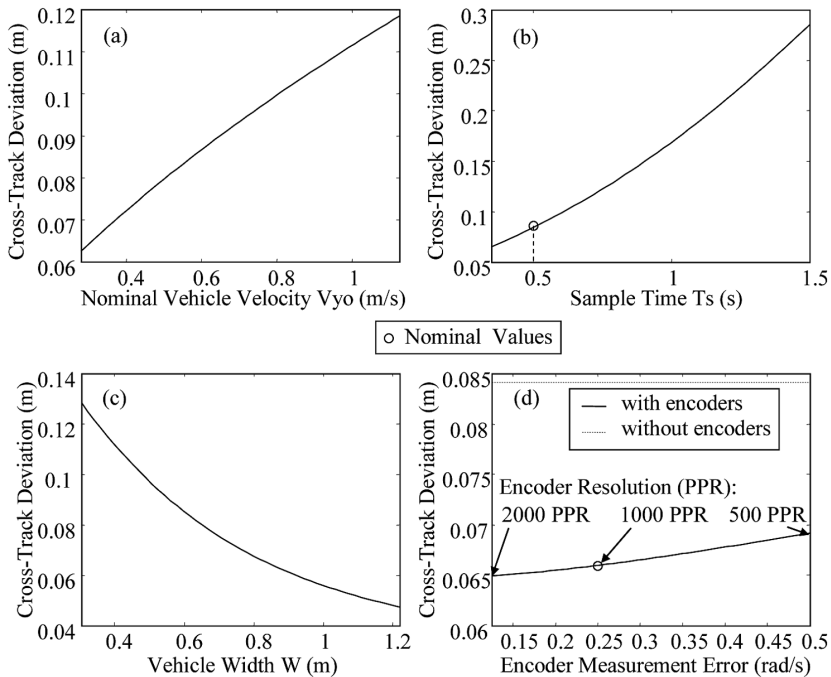 0.12
0.11
0.1
0.09
0.08
0.07
0.06
Cross-Track Deviation (m)
(a)
0.4 0.6 0.8 1
Nominal Vehicle Velocity Vyo (m/s)
0.3
0.25
0.2
0.15
0.1
0.05
Cross-Track Deviation (m)
(b)
0.5 1 1.5
Sample Time Ts (s)
Nominal Values
0.14
0.12
0.1
0.08
0.06
0.04
Cross-Track Deviation (m)
(c)
0.4 0.6 0.8 1 1.2
Vehicle Width W (m)
0.085
0.08
0.075
0.07
0.065
0.06
Cross-Track Deviation (m)
(d)
with encoders
without encoders
Encoder Resolution (PPR):
2000 PPR 1000 PPR 500 PPR
0.15 0.2 0.25 0.3 0.35 0.4 0.45 0.5
Encoder Measurement Error (rad/s)